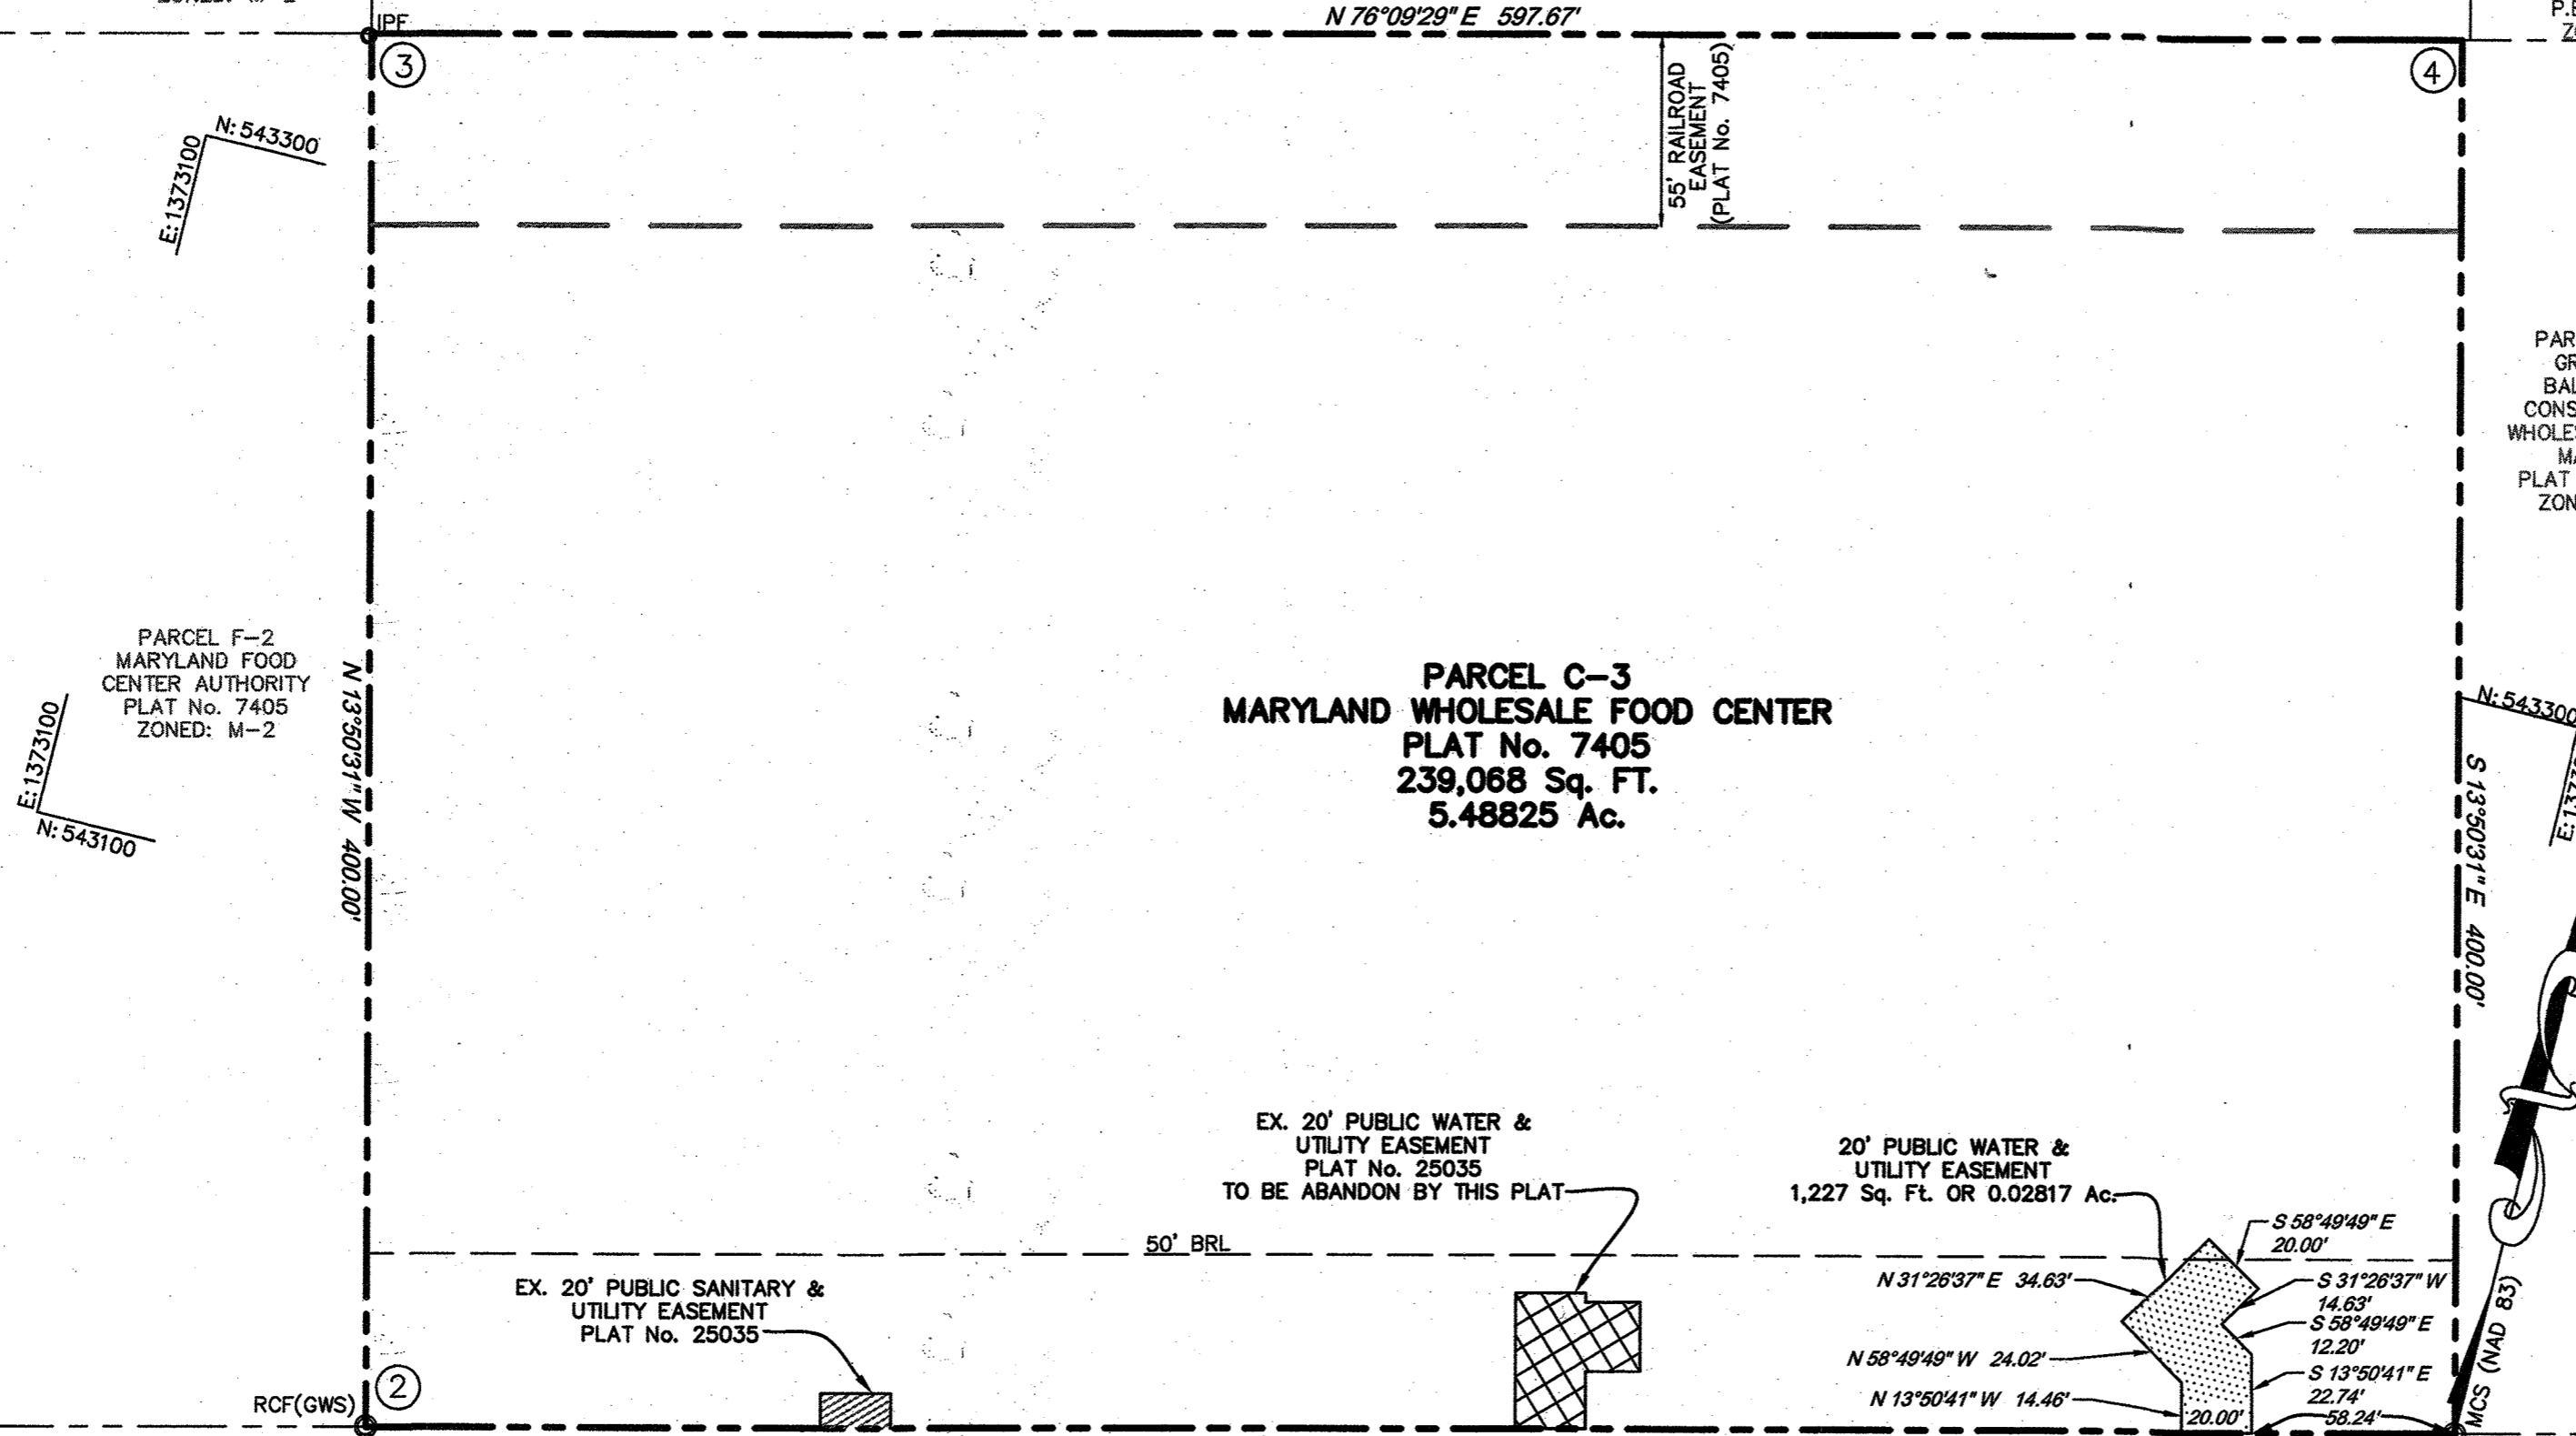 IPF
N 76°09'29" E 597.67'
3
4
N: 543300
E: 1373100
55' RAILROAD
EASEMENT
(PLAT No. 7405)
PARCEL F-2
MARYLAND FOOD
CENTER AUTHORITY
PLAT No. 7405
ZONED: M-2
N 13°50'31" W 400.00'
E: 1373100
N: 543100
PARCEL C-3
MARYLAND WHOLESALE FOOD CENTER
PLAT No. 7405
239,068 Sq. FT.
5.48825 Ac.
N: 543300
S 13°50'31" E 400.00'
EX. 20' PUBLIC WATER &
UTILITY EASEMENT
PLAT No. 25035
TO BE ABANDON BY THIS PLAT
20' PUBLIC WATER &
UTILITY EASEMENT
1,227 Sq. Ft. OR 0.02817 Ac.
50' BRL
EX. 20' PUBLIC SANITARY &
UTILITY EASEMENT
PLAT No. 25035
S 58°49'49" E
20.00'
N 31°26'37" E 34.63'
S 31°26'37" W
14.63'
S 58°49'49" E
12.20'
N 58°49'49" W 24.02'
S 13°50'41" E
22.74'
N 13°50'41" W 14.46'
20.00'
58.24'
RCF(GWS)
2
MCS (NAD 83)